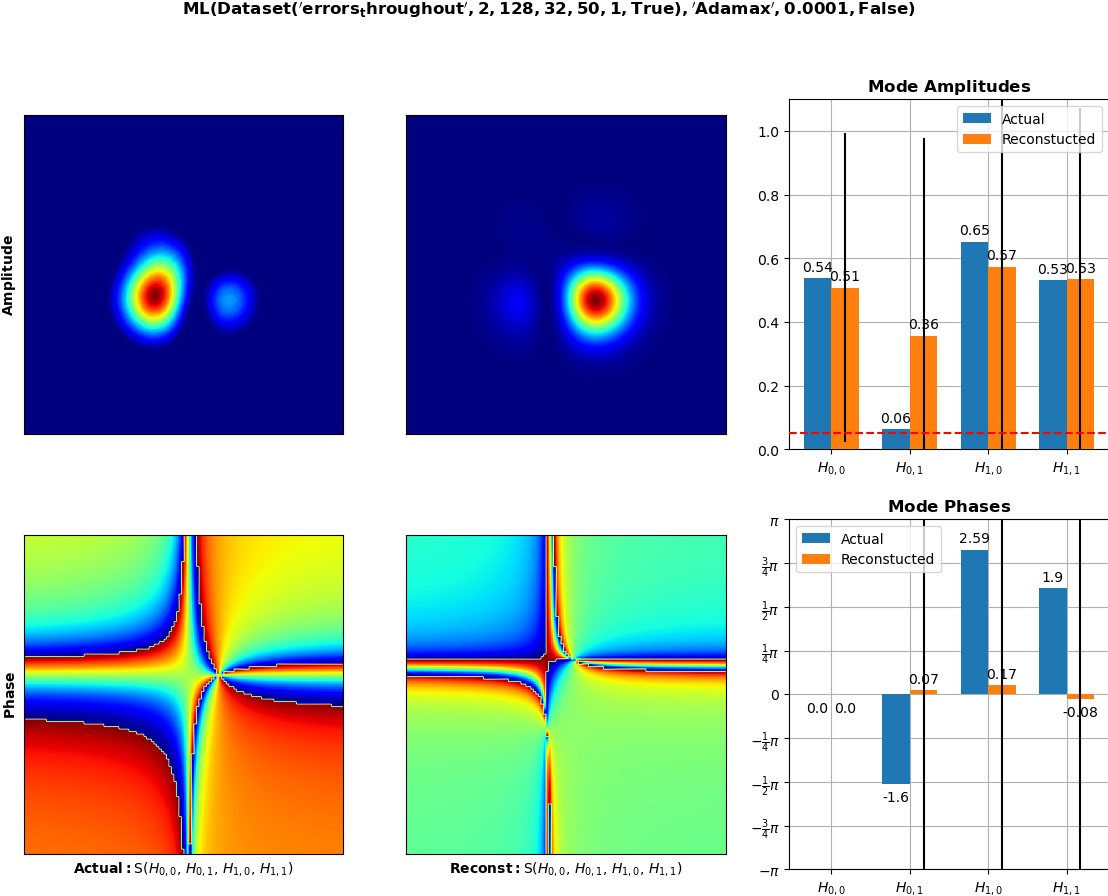 ML(Dataset('errors_throughout', 2, 128, 32, 50, 1, True), 'Adamax', 0.0001, False)
Amplitude
Mode Amplitudes
Actual
Reconstucted
1.0
0.8
0.6
0.4
0.2
0.0
0.54
0.51
0.06
0.36
0.65
0.57
0.53
0.53
H0,0
H0,1
H1,0
H1,1
Phase
Actual: S(H0,0, H0,1, H1,0, H1,1)
Reconst: S(H0,0, H0,1, H1,0, H1,1)
Mode Phases
Actual
Reconstucted
π
3/4π
1/2π
1/4π
0
−1/4π
−1/2π
−3/4π
−π
0.0
0.0
-1.6
0.07
2.59
0.17
1.9
-0.08
H0,0
H0,1
H1,0
H1,1